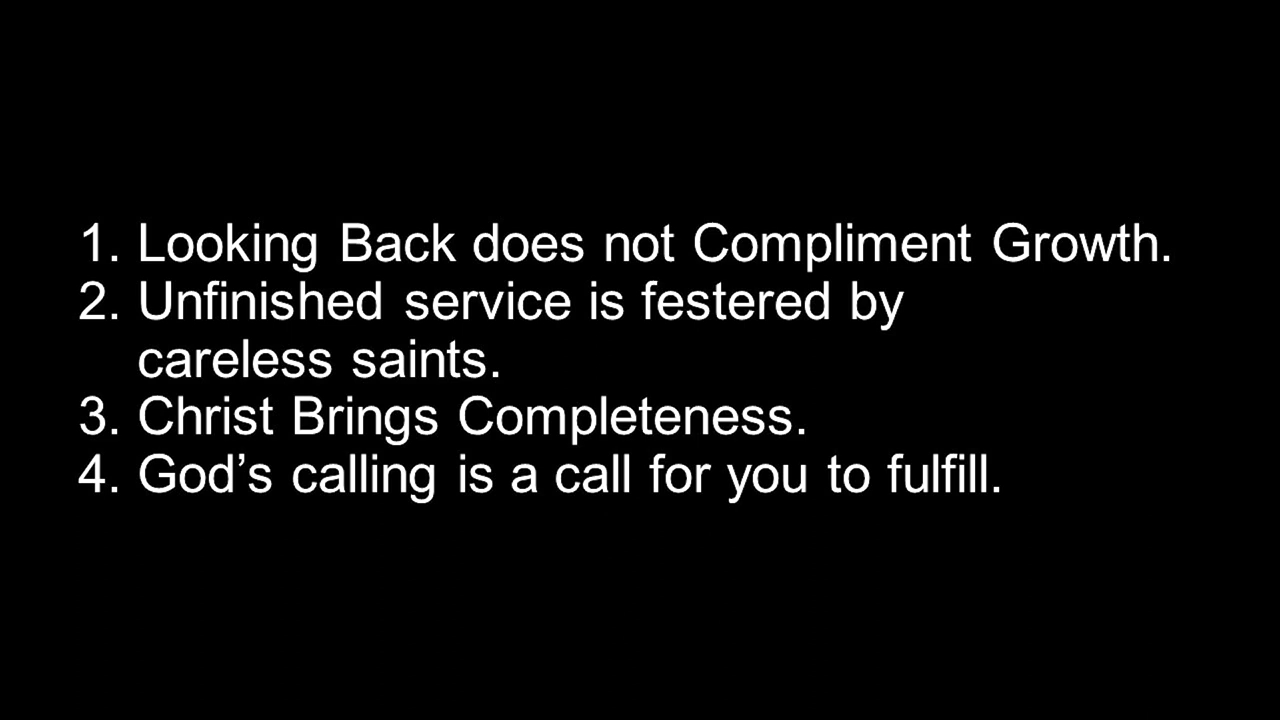 1. Looking Back does not Compliment Growth.
2. Unfinished service is festered by
careless saints.
3. Christ Brings Completeness.
4. God’s calling is a call for you to fulfill.